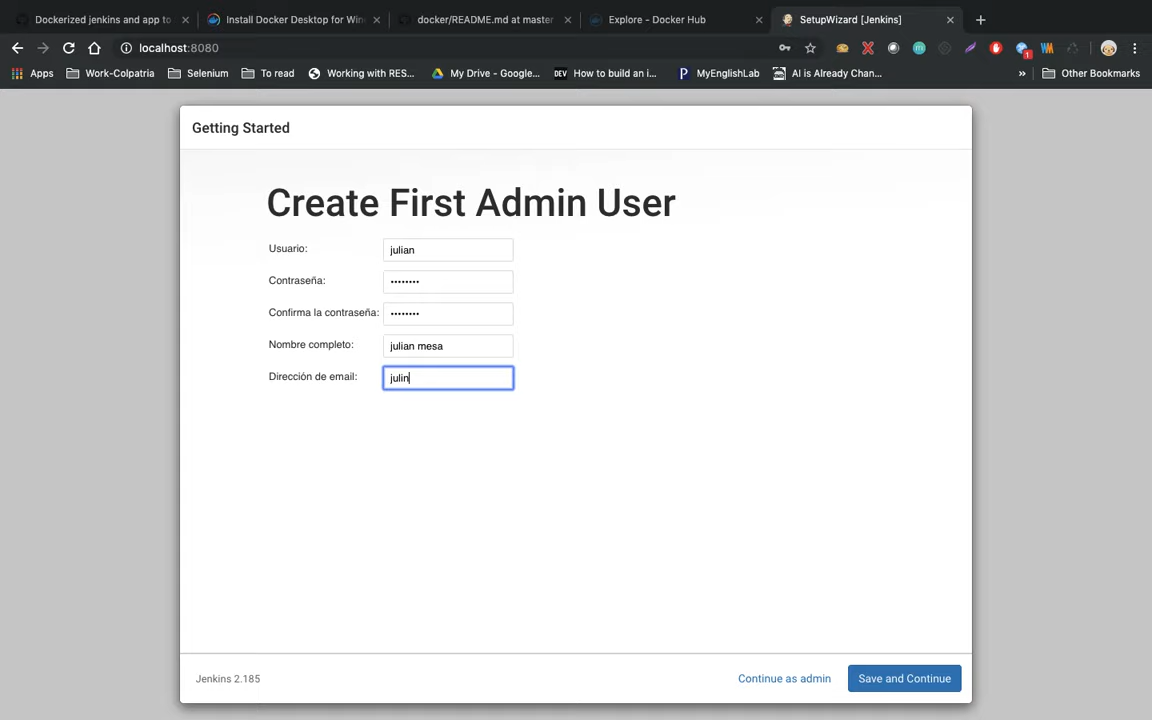 Dockerized jenkins and app to
Install Docker Desktop for Win
docker/README.md at master
Explore - Docker Hub
SetupWizard [Jenkins]
localhost:8080
Apps
Work-Colpatria
Selenium
To read
Working with RES...
My Drive - Google...
DEV
How to build an i...
P
MyEnglishLab
AI is Already Chan...
»
Other Bookmarks
1
Getting Started
Create First Admin User
Usuario: julian
Contraseña: ••••••••
Confirma la contraseña: ••••••••
Nombre completo: julian mesa
Dirección de email: julin
Jenkins 2.185
Continue as admin
Save and Continue